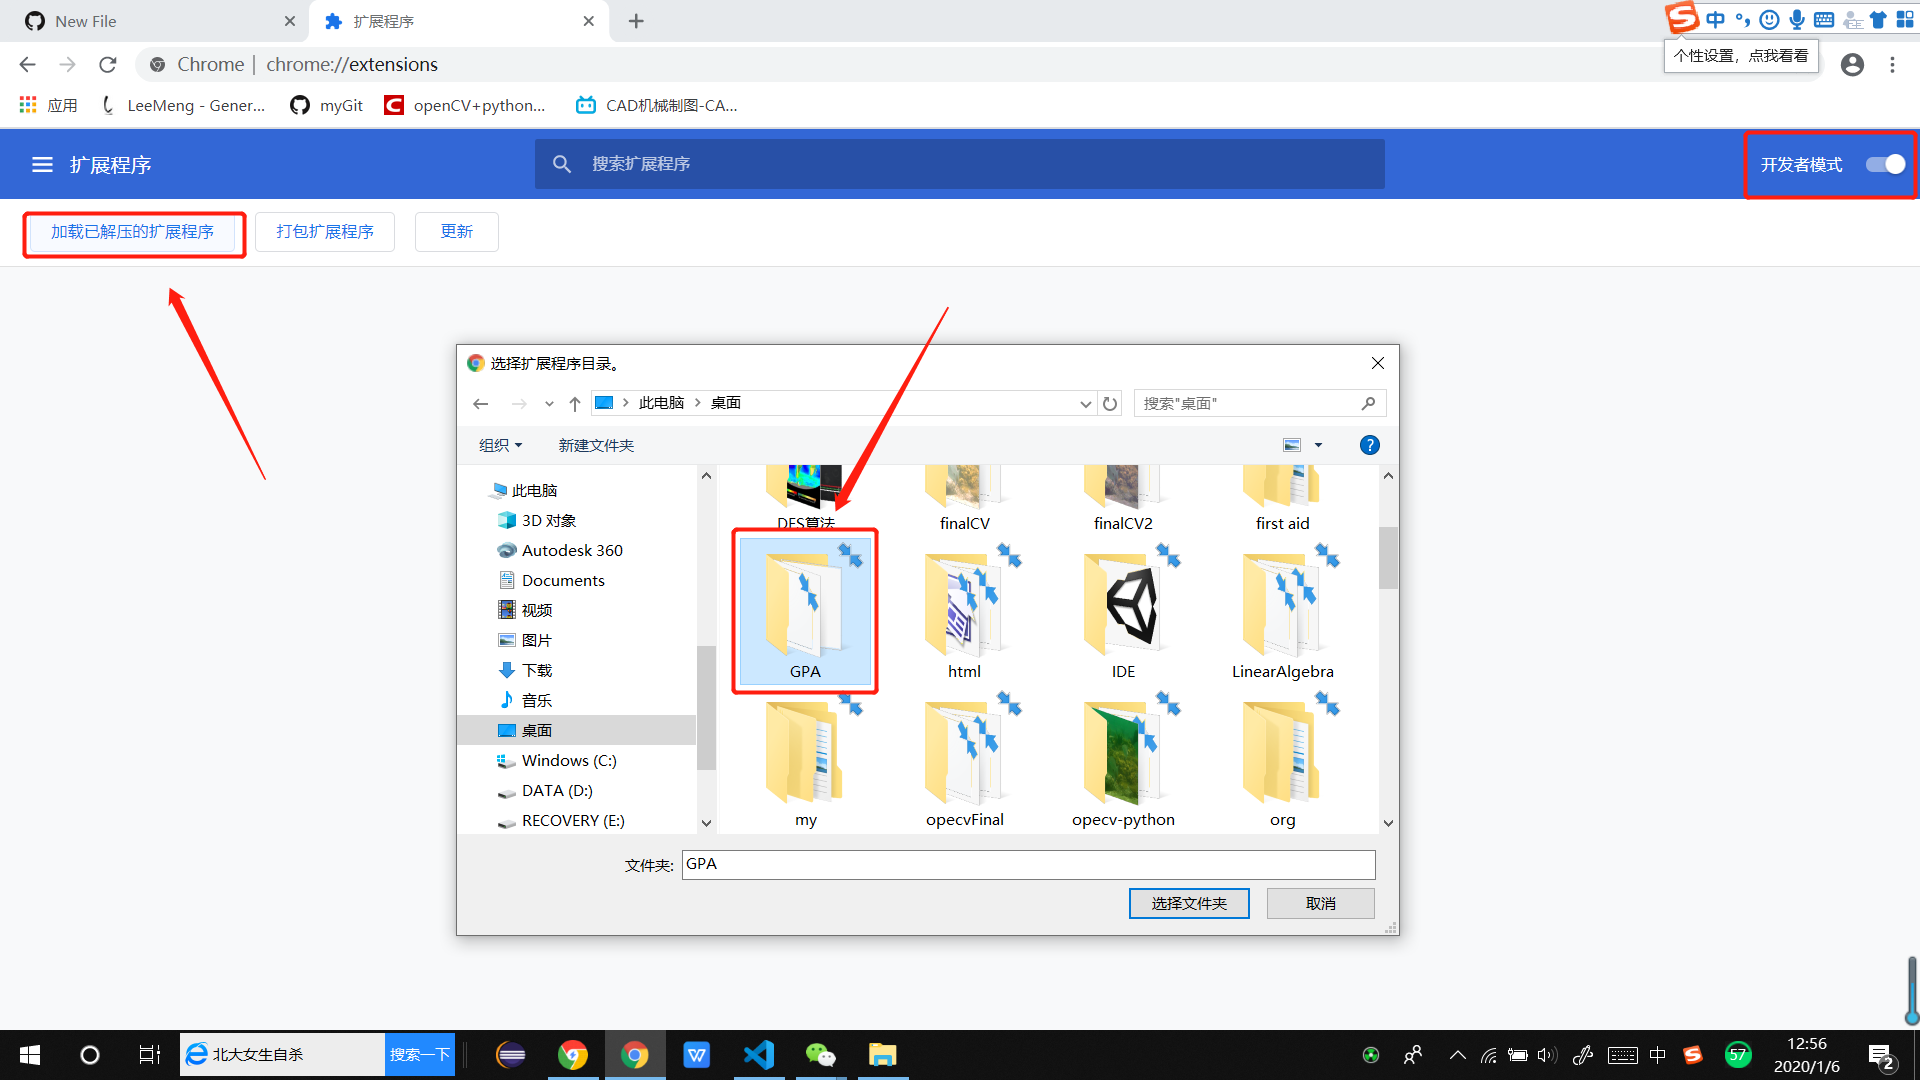 New File
扩展程序
中
个性设置，点我看看
Chrome | chrome://extensions
应用
LeeMeng - Gener...
myGit
openCV+python...
CAD机械制图-CA...
扩展程序
搜索扩展程序
开发者模式
加载已解压的扩展程序
打包扩展程序
更新
选择扩展程序目录。
此电脑 > 桌面
搜索"桌面"
组织
新建文件夹
此电脑
3D 对象
Autodesk 360
Documents
视频
图片
下载
音乐
桌面
Windows (C:)
DATA (D:)
RECOVERY (E:)
DFS算法
finalCV
finalCV2
first aid
GPA
html
IDE
LinearAlgebra
my
opecvFinal
opecv-python
org
文件夹:
GPA
选择文件夹
取消
北大女生自杀
搜索一下
中
57
12:56
2020/1/6
2